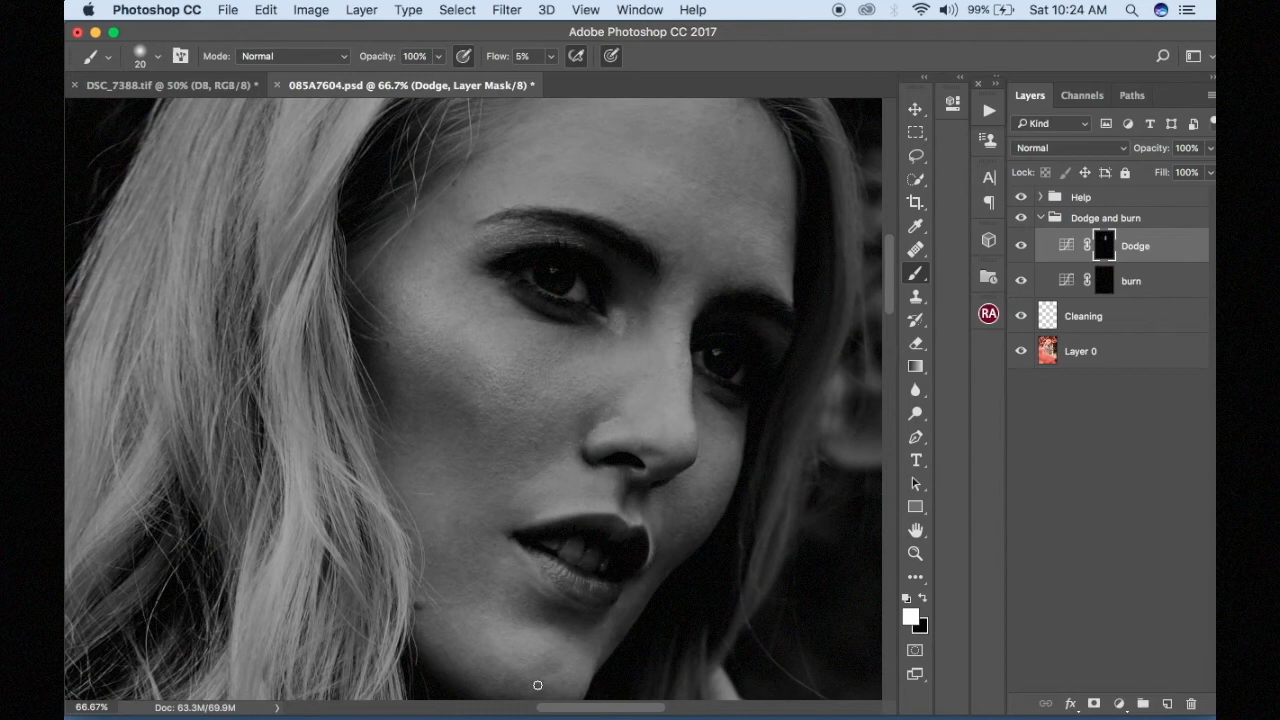 Photoshop CC File Edit Image Layer Type Select Filter 3D View Window Help 99% Sat 10:24 AM
Adobe Photoshop CC 2017
20 Mode: Normal Opacity: 100% Flow: 5%
DSC_7388.tif @ 50% (DB, RGB/8) * 085A7604.psd @ 66.7% (Dodge, Layer Mask/8) *
Layers Channels Paths
Kind
Normal Opacity: 100%
Lock: Fill: 100%
Help
Dodge and burn
Dodge
burn
RA
Cleaning
Layer 0
66.67% Doc: 63.3M/69.9M